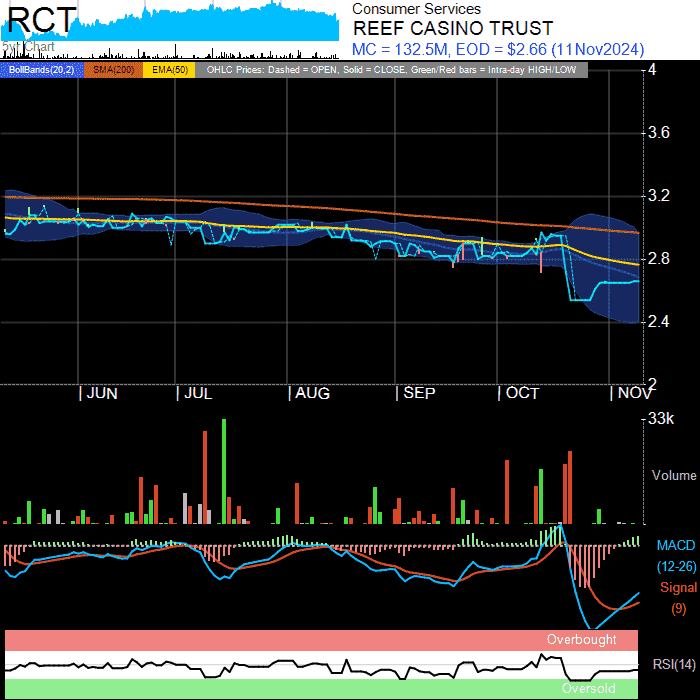 RCT
5yr Chart
Consumer Services
REEF CASINO TRUST
MC = 132.5M, EOD = $2.66 (11Nov2024)
BollBands(20,2) SMA(200) EMA(50) OHLC Prices: Dashed = OPEN, Solid = CLOSE, Green/Red bars = Intra-day HIGH/LOW
4
3.6
3.2
2.8
2.4
2
JUN JUL AUG SEP OCT NOV
33k
Volume
MACD
(12-26)
Signal
(9)
Overbought
RSI(14)
Oversold